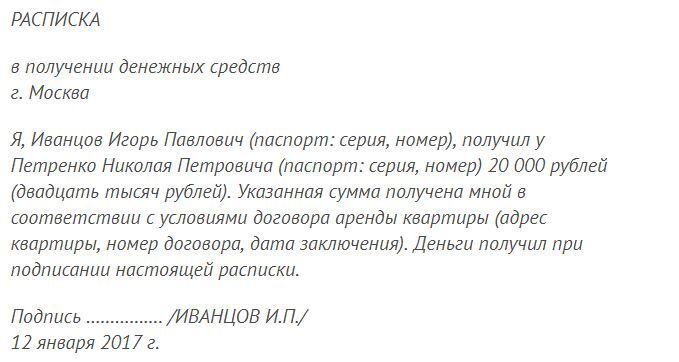 РАСПИСКА
в получении денежных средств
г. Москва
Я, Иванцов Игорь Павлович (паспорт: серия, номер), получил у
Петренко Николая Петровича (паспорт: серия, номер) 20 000 рублей
(двадцать тысяч рублей). Указанная сумма получена мной в
соответствии с условиями договора аренды квартиры (адрес
квартиры, номер договора, дата заключения). Деньги получил при
подписании настоящей расписки.
Подпись ................ /ИВАНЦОВ И.П./
12 января 2017 г.